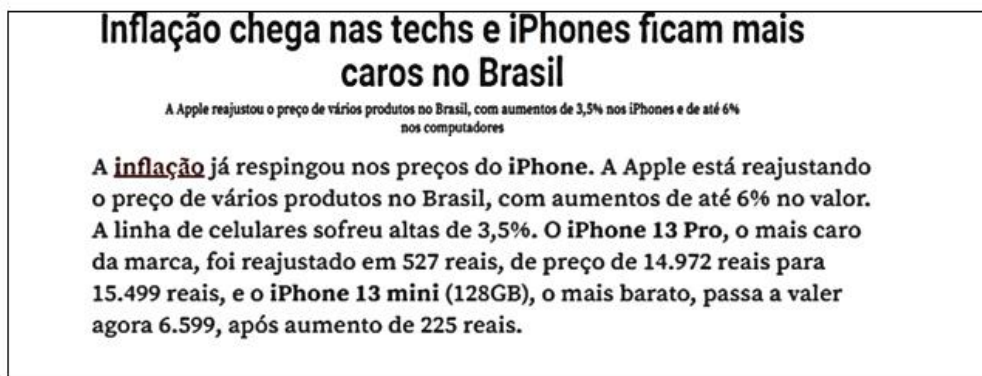 Inflação chega nas techs e iPhones ficam mais
caros no Brasil
A Apple reajustou o preço de vários produtos no Brasil, com aumentos de 3,5% nos iPhones e de até 6%
nos computadores
A inflação já respingou nos preços do iPhone. A Apple está reajustando
o preço de vários produtos no Brasil, com aumentos de até 6% no valor.
A linha de celulares sofreu altas de 3,5%. O iPhone 13 Pro, o mais caro
da marca, foi reajustado em 527 reais, de preço de 14.972 reais para
15.499 reais, e o iPhone 13 mini (128GB), o mais barato, passa a valer
agora 6.599, após aumento de 225 reais.